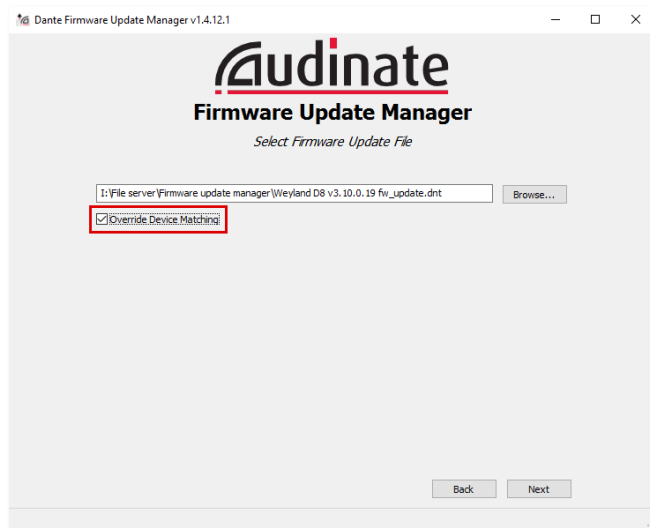 Dante Firmware Update Manager v1.4.12.1
Audinate
Firmware Update Manager
Select Firmware Update File
I:\File server\Firmware update manager\Weyland D8 v3.10.0.19 fw_update.dnt
Browse...
Override Device Matching
Back
Next